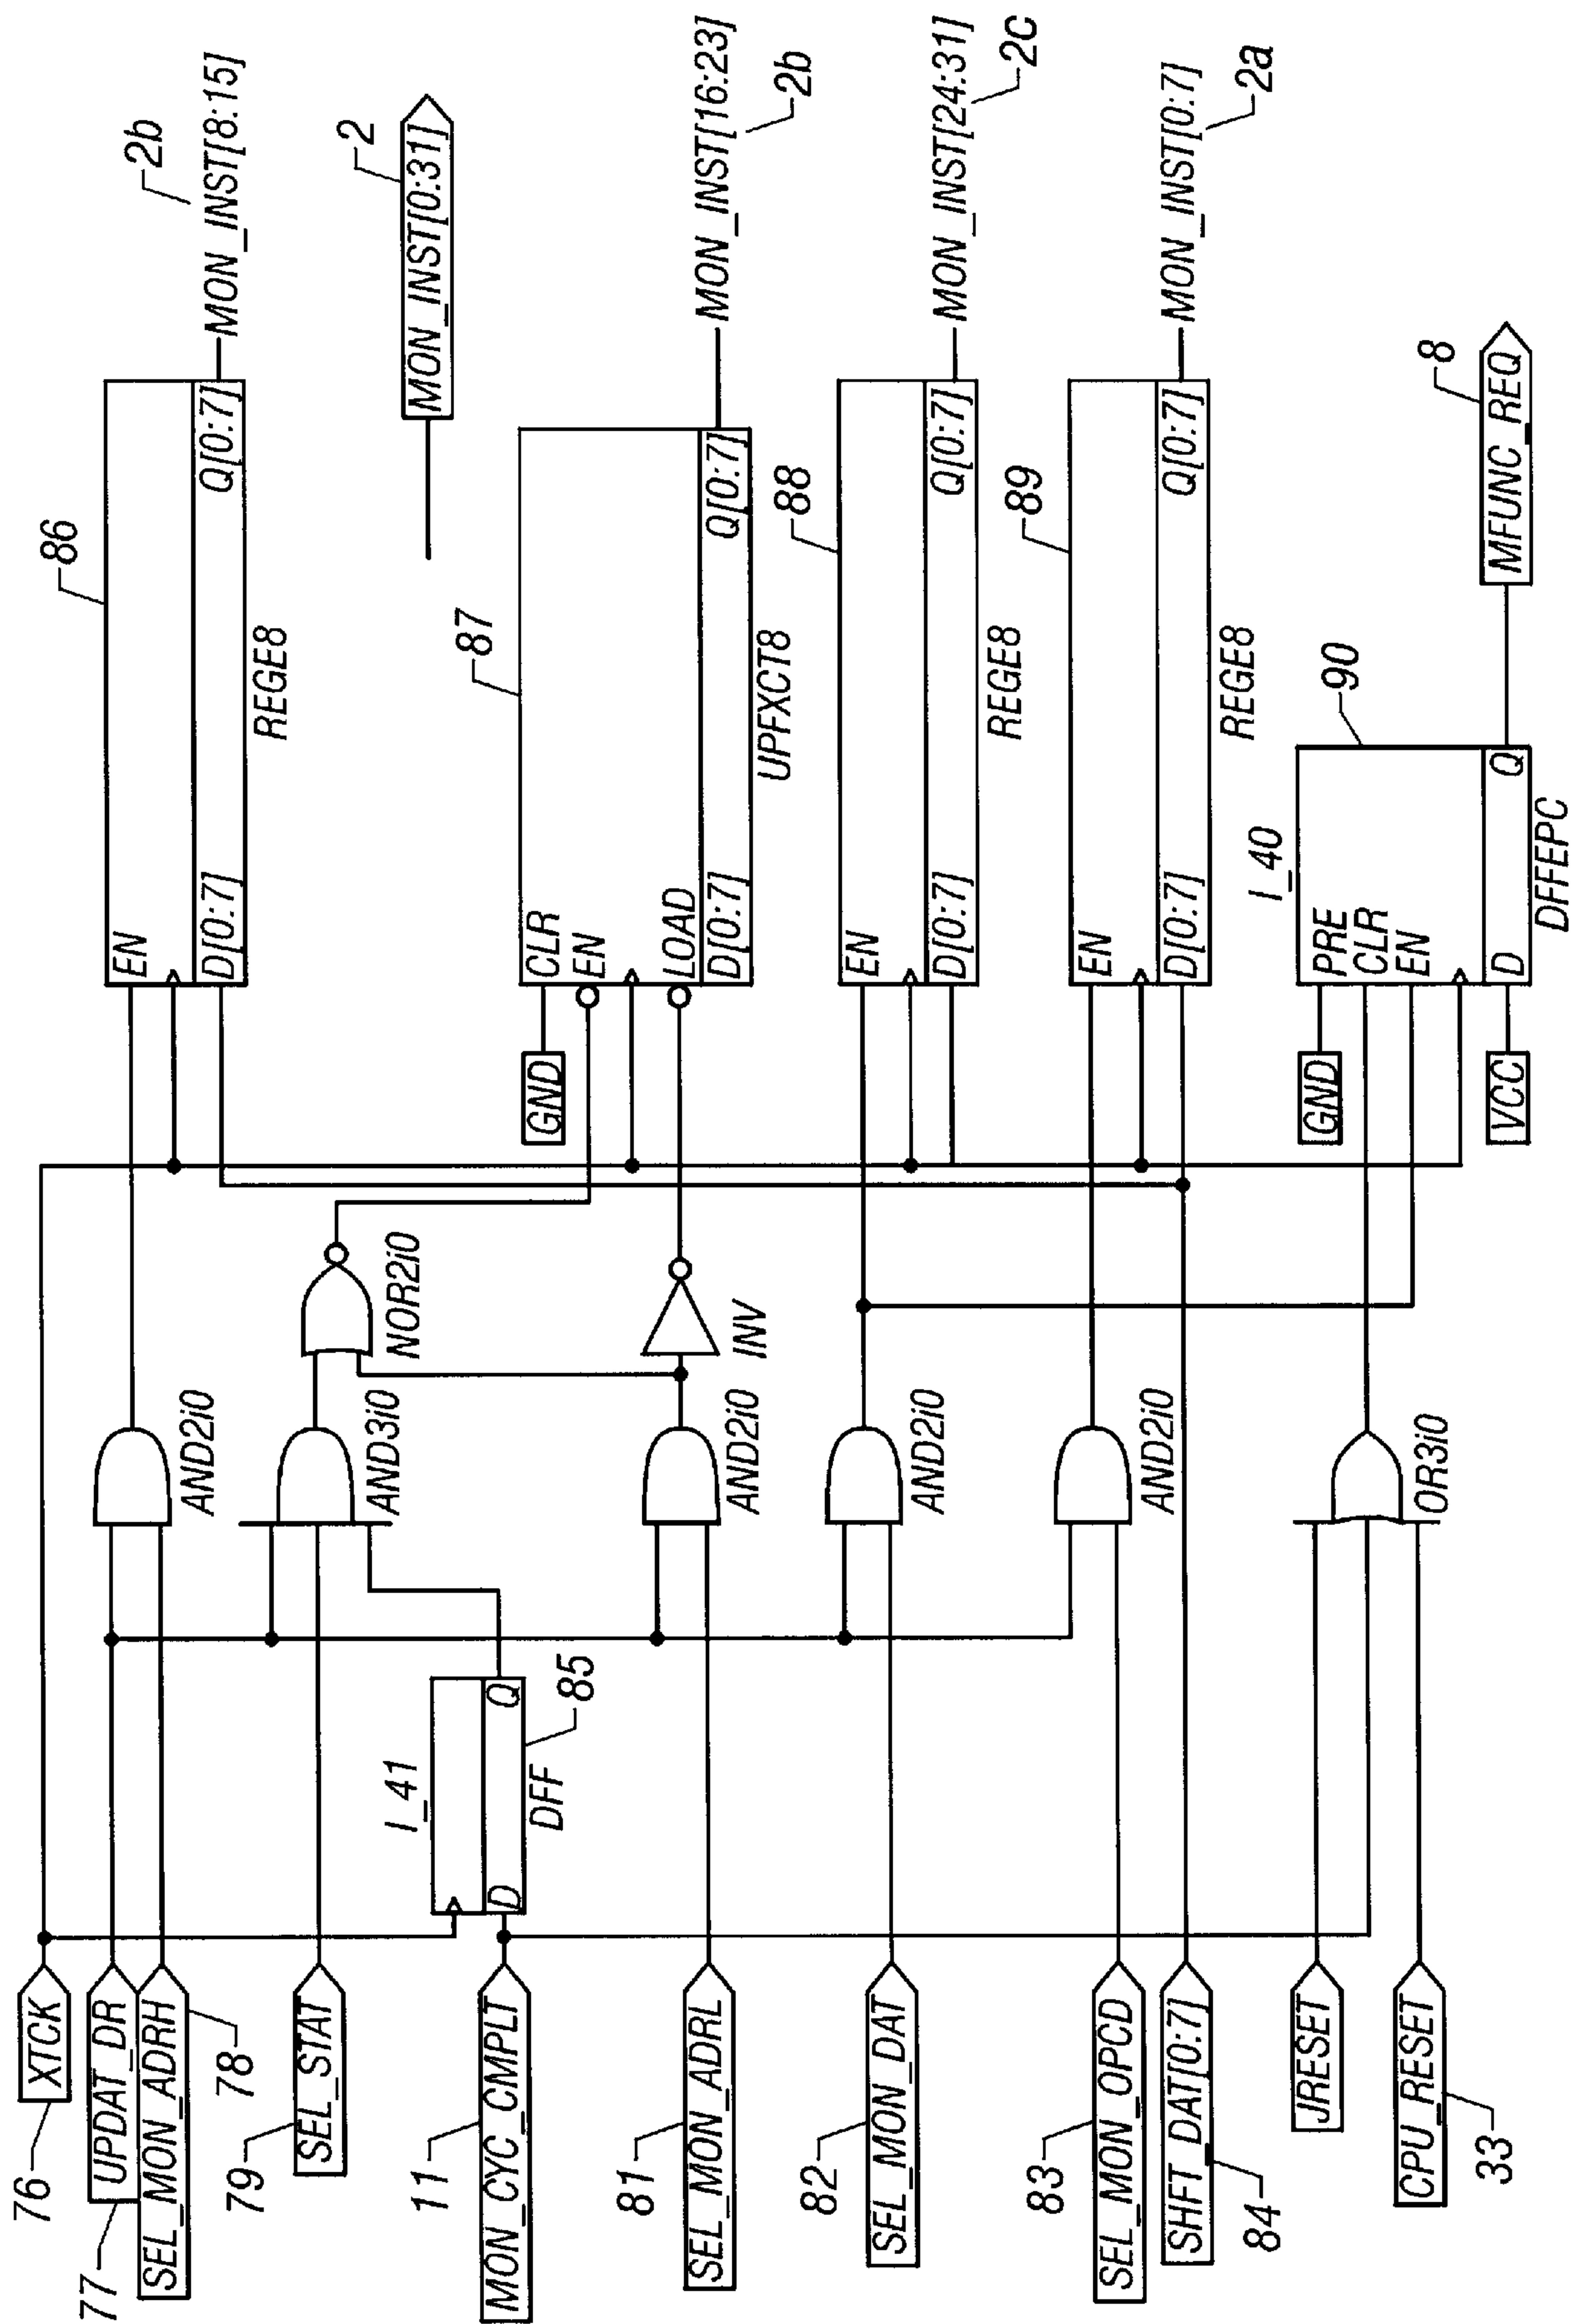 76
XTCK
77
UPDAT_DR
SEL_MON_ADRH
78
79
SEL_STAT
11
MON_CYC_CMPLT
81
SEL_MON_ADRL
82
SEL_MON_DAT
83
SEL_MON_OPCD
SHFT_DAT[0:7]
84
JRESET
CPU_RESET
33
I_41
D
Q
DFF
85
AND2i0
AND3i0
AND2i0
AND2i0
AND2i0
OR3i0
NOR2i0
INV
86
EN
D[0:7]
Q[0:7]
REGE8
MON_INST[8:15]
2b
MON_INST[0:31]
2
87
GND
CLR
EN
LOAD
D[0:7]
Q[0:7]
UPFXCT8
MON_INST[16:23]
2b
88
EN
D[0:7]
Q[0:7]
REGE8
MON_INST[24:31]
2c
89
EN
D[0:7]
Q[0:7]
REGE8
MON_INST[0:7]
2a
I_40
90
GND
PRE
CLR
EN
VCC
D
Q
DFFEPC
MFUNC_REQ
8